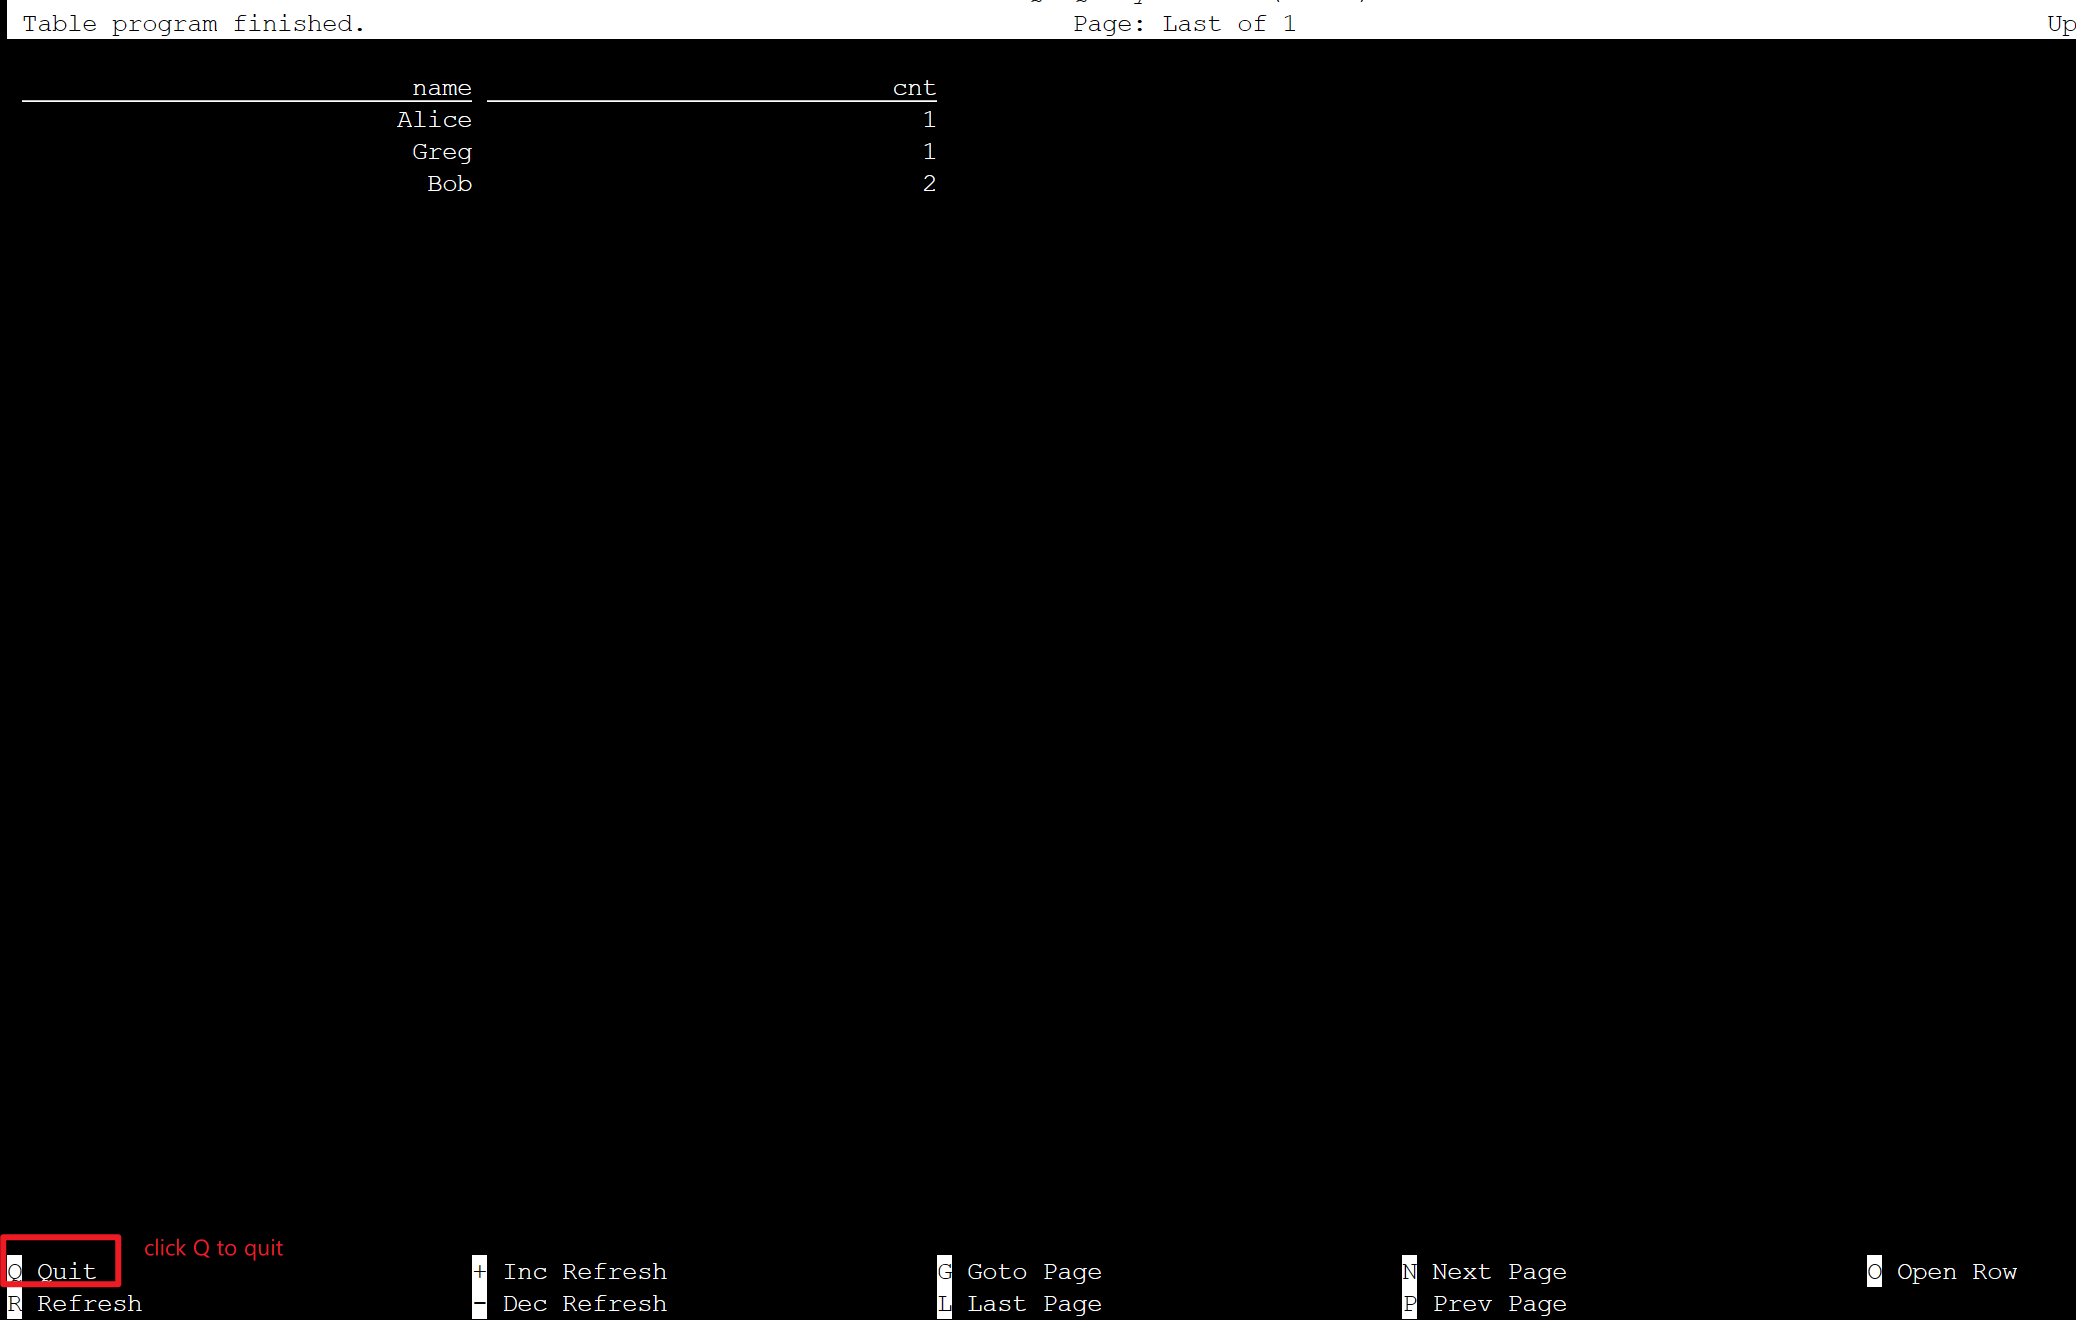 Table program finished. Page: Last of 1 Up
name cnt
Alice 1
Greg 1
Bob 2
click Q to quit
Q Quit + Inc Refresh G Goto Page N Next Page O Open Row
R Refresh - Dec Refresh L Last Page P Prev Page